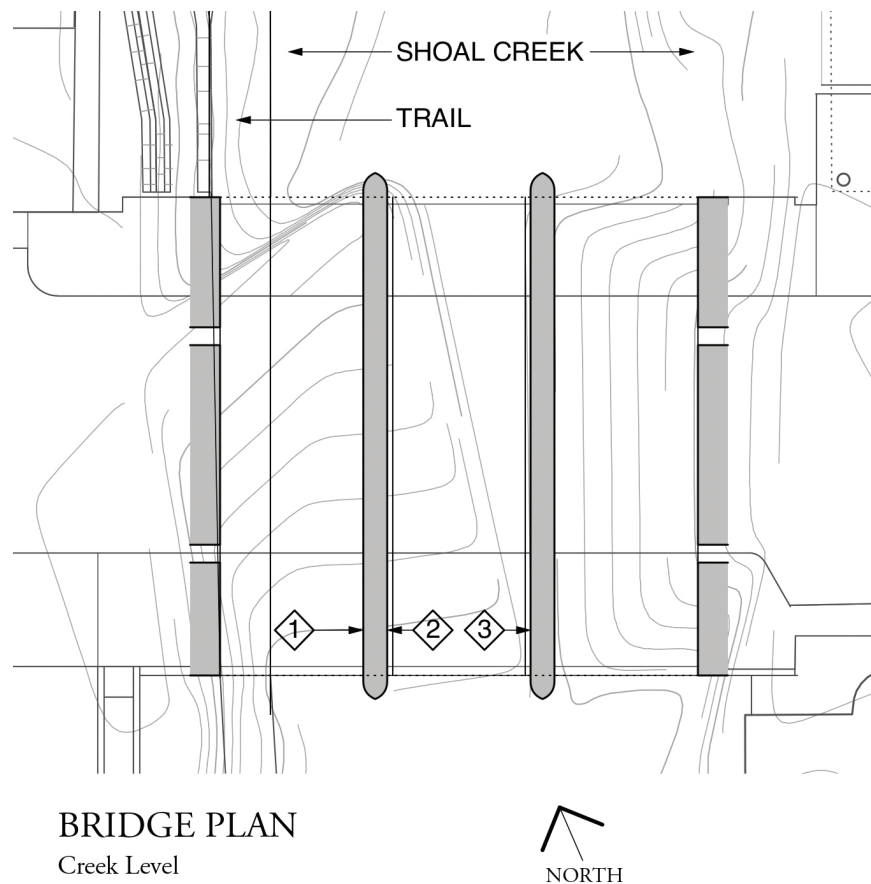 SHOAL CREEK
TRAIL
1 2 3
BRIDGE PLAN
Creek Level
NORTH